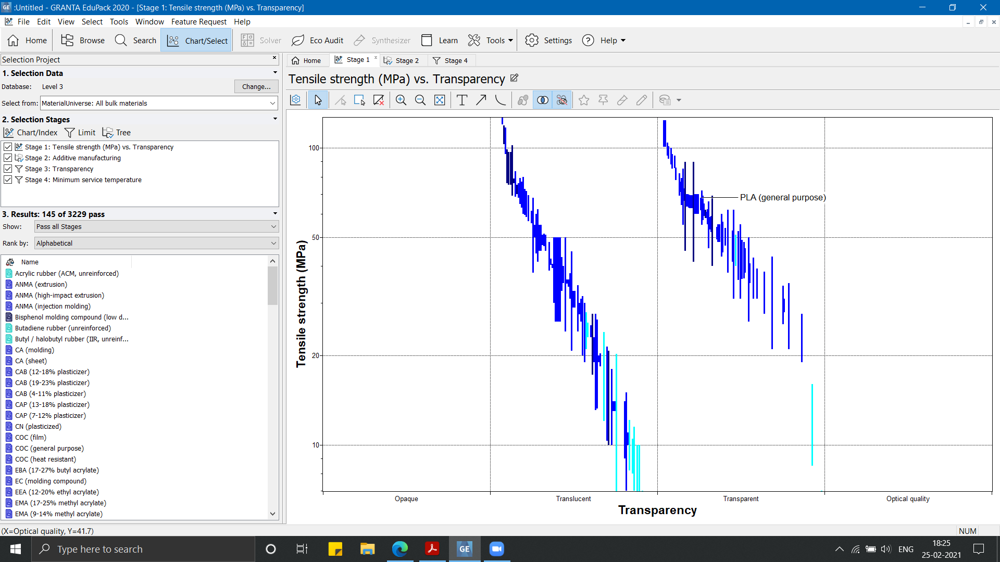 GE :Untitled - GRANTA EduPack 2020 - [Stage 1: Tensile strength (MPa) vs. Transparency]
File Edit View Select Tools Window Feature Request Help
Home Browse Search Chart/Select Solver Eco Audit Synthesizer Learn Tools Settings Help
Selection Project
1. Selection Data
Database: Level 3 Change...
Select from: MaterialUniverse: All bulk materials
2. Selection Stages
Chart/Index Limit Tree
Stage 1: Tensile strength (MPa) vs. Transparency
Stage 2: Additive manufacturing
Stage 3: Transparency
Stage 4: Minimum service temperature
3. Results: 145 of 3229 pass
Show: Pass all Stages
Rank by: Alphabetical
Name
Acrylic rubber (ACM, unreinforced)
ANMA (extrusion)
ANMA (high-impact extrusion)
ANMA (injection molding)
Bisphenol molding compound (low d...
Butadiene rubber (unreinforced)
Butyl / halobutyl rubber (IIR, unreinf...
CA (molding)
CA (sheet)
CAB (12-18% plasticizer)
CAB (19-23% plasticizer)
CAB (4-11% plasticizer)
CAP (13-18% plasticizer)
CAP (7-12% plasticizer)
CN (plasticized)
COC (film)
COC (general purpose)
COC (heat resistant)
EBA (17-27% butyl acrylate)
EC (molding compound)
EEA (12-20% ethyl acrylate)
EMA (17-25% methyl acrylate)
EMA (9-14% methyl acrylate)
Home Stage 1 Stage 2 Stage 4
Tensile strength (MPa) vs. Transparency
Tensile strength (MPa)
100
50
20
10
PLA (general purpose)
Opaque Translucent Transparent Optical quality
Transparency
(X=Optical quality, Y=41.7) NUM
Type here to search
GE
ENG
18:25
25-02-2021